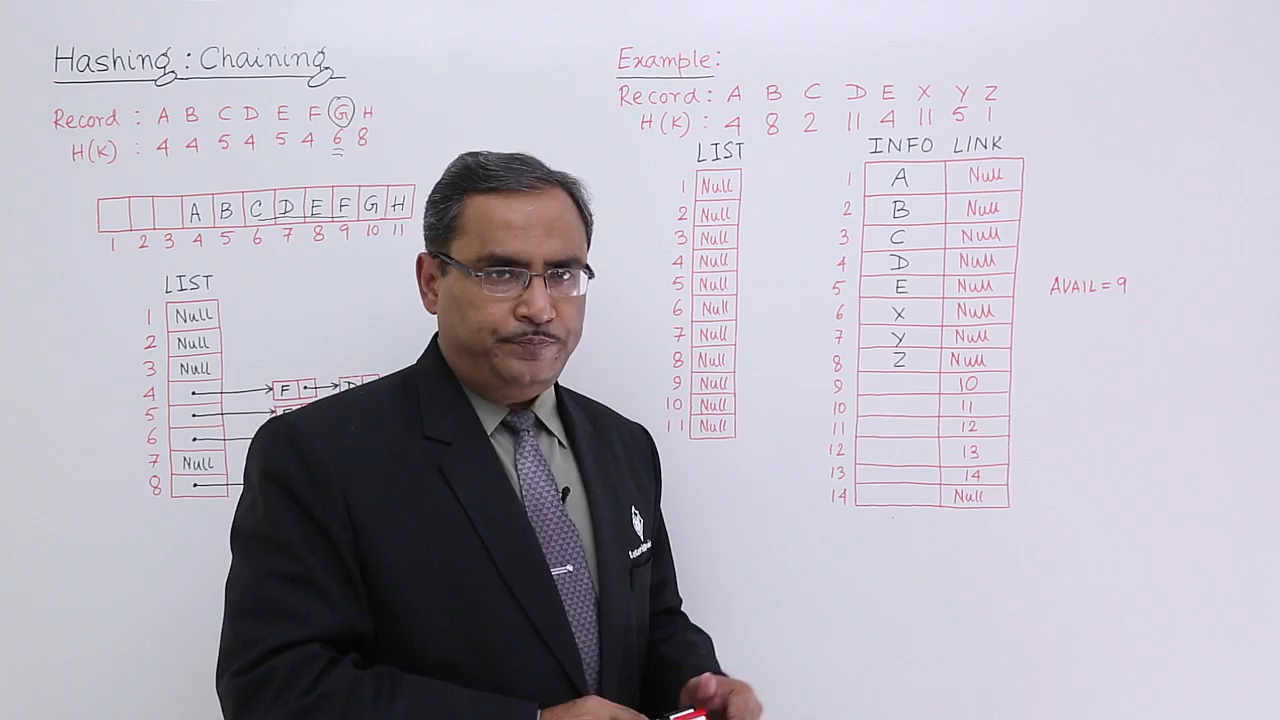 Hashing : Chaining
Record : A B C D E F G H
H(K) : 4 4 5 4 5 4 6 8
A B C D E F G H
1 2 3 4 5 6 7 8 9 10 11
LIST
1 Null
2 Null
3 Null
4 F D
5
6
7 Null
8
Example:
Record : A B C D E X Y Z
H(K) : 4 8 2 11 4 11 5 1
LIST
1 Null
2 Null
3 Null
4 Null
5 Null
6 Null
7 Null
8 Null
9 Null
10 Null
11 Null
INFO LINK
1 A Null
2 B Null
3 C Null
4 D Null
5 E Null
6 X Null
7 Y Null
8 Z Null
9 10
10 11
11 12
12 13
13 14
14 Null
AVAIL = 9